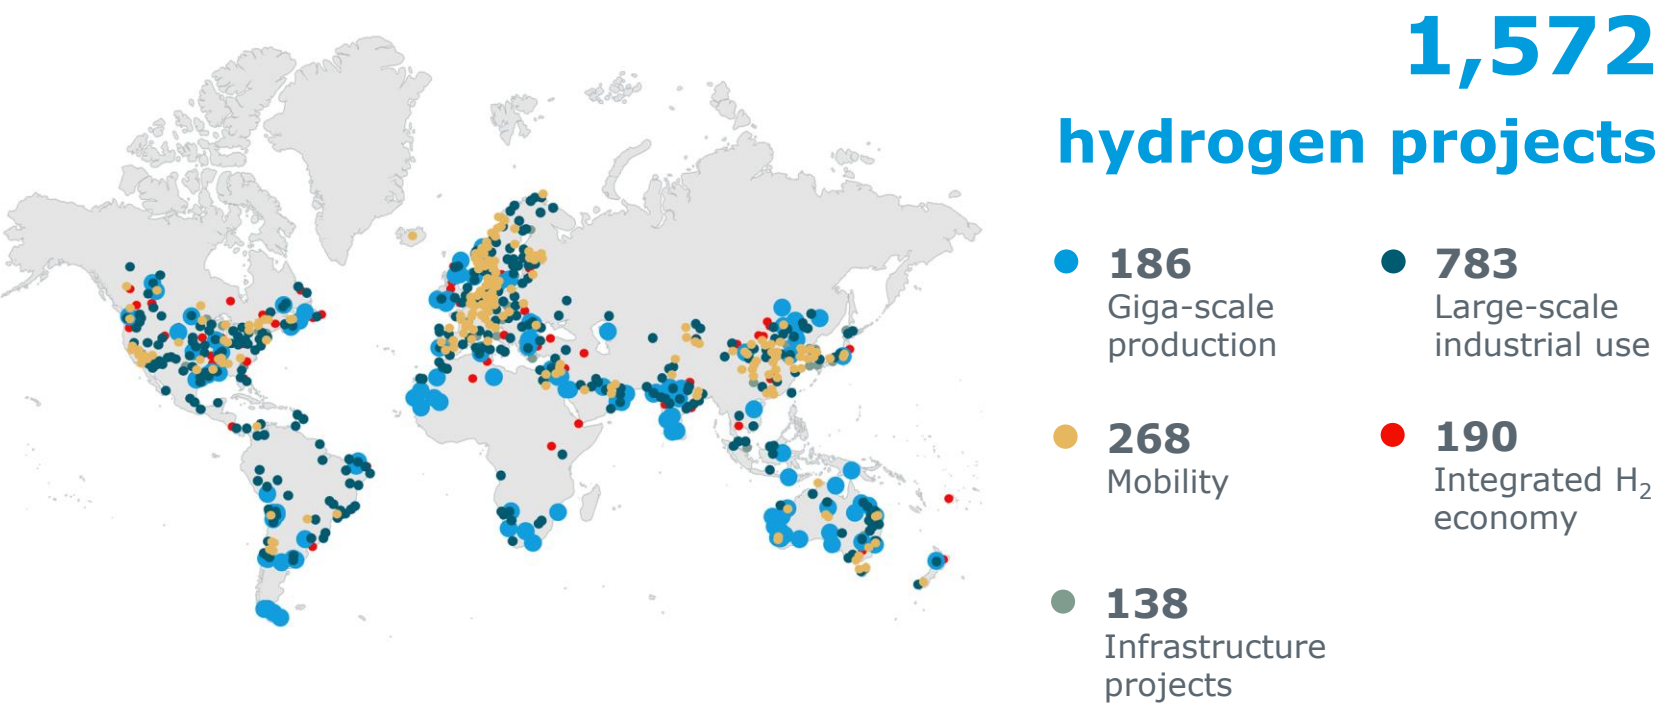 1,572
hydrogen projects
186
Giga-scale
production
783
Large-scale
industrial use
268
Mobility
190
Integrated H₂
economy
138
Infrastructure
projects